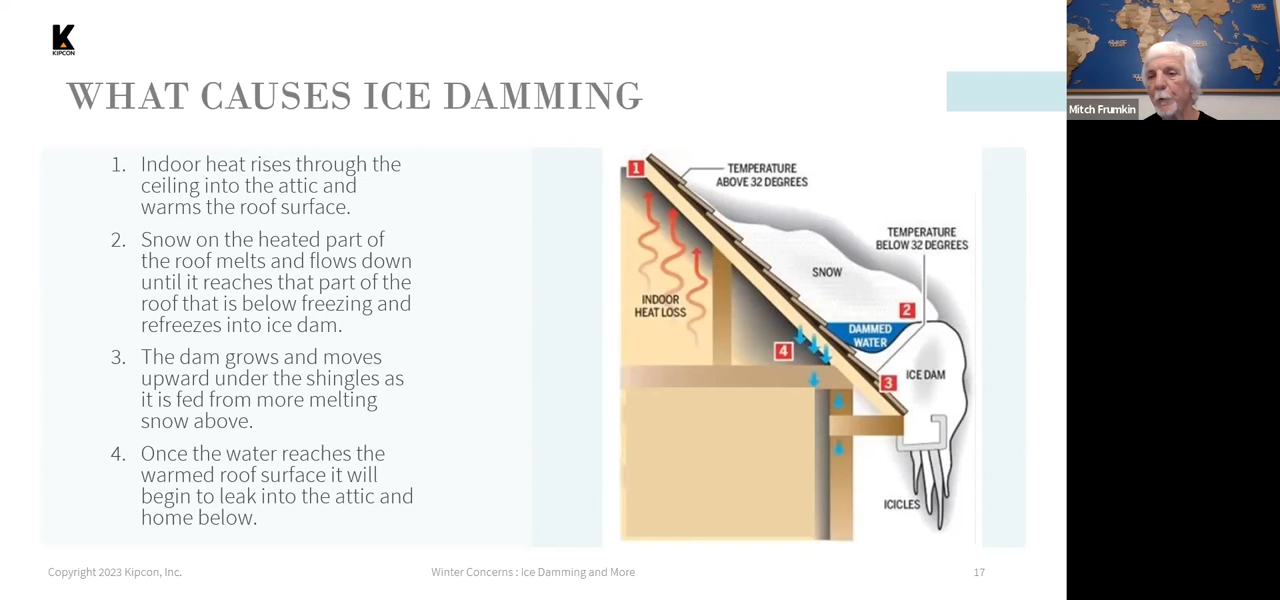 K
KIPCON
WHAT CAUSES ICE DAMMING
1. Indoor heat rises through the
ceiling into the attic and
warms the roof surface.
2. Snow on the heated part of
the roof melts and flows down
until it reaches that part of the
roof that is below freezing and
refreezes into ice dam.
3. The dam grows and moves
upward under the shingles as
it is fed from more melting
snow above.
4. Once the water reaches the
warmed roof surface it will
begin to leak into the attic and
home below.
1
TEMPERATURE
ABOVE 32 DEGREES
TEMPERATURE
BELOW 32 DEGREES
SNOW
INDOOR
HEAT LOSS
2
DAMMED
WATER
4
3
ICE DAM
ICICLES
Copyright 2023 Kipcon, Inc.
Winter Concerns : Ice Damming and More
17
Mitch Frumkin